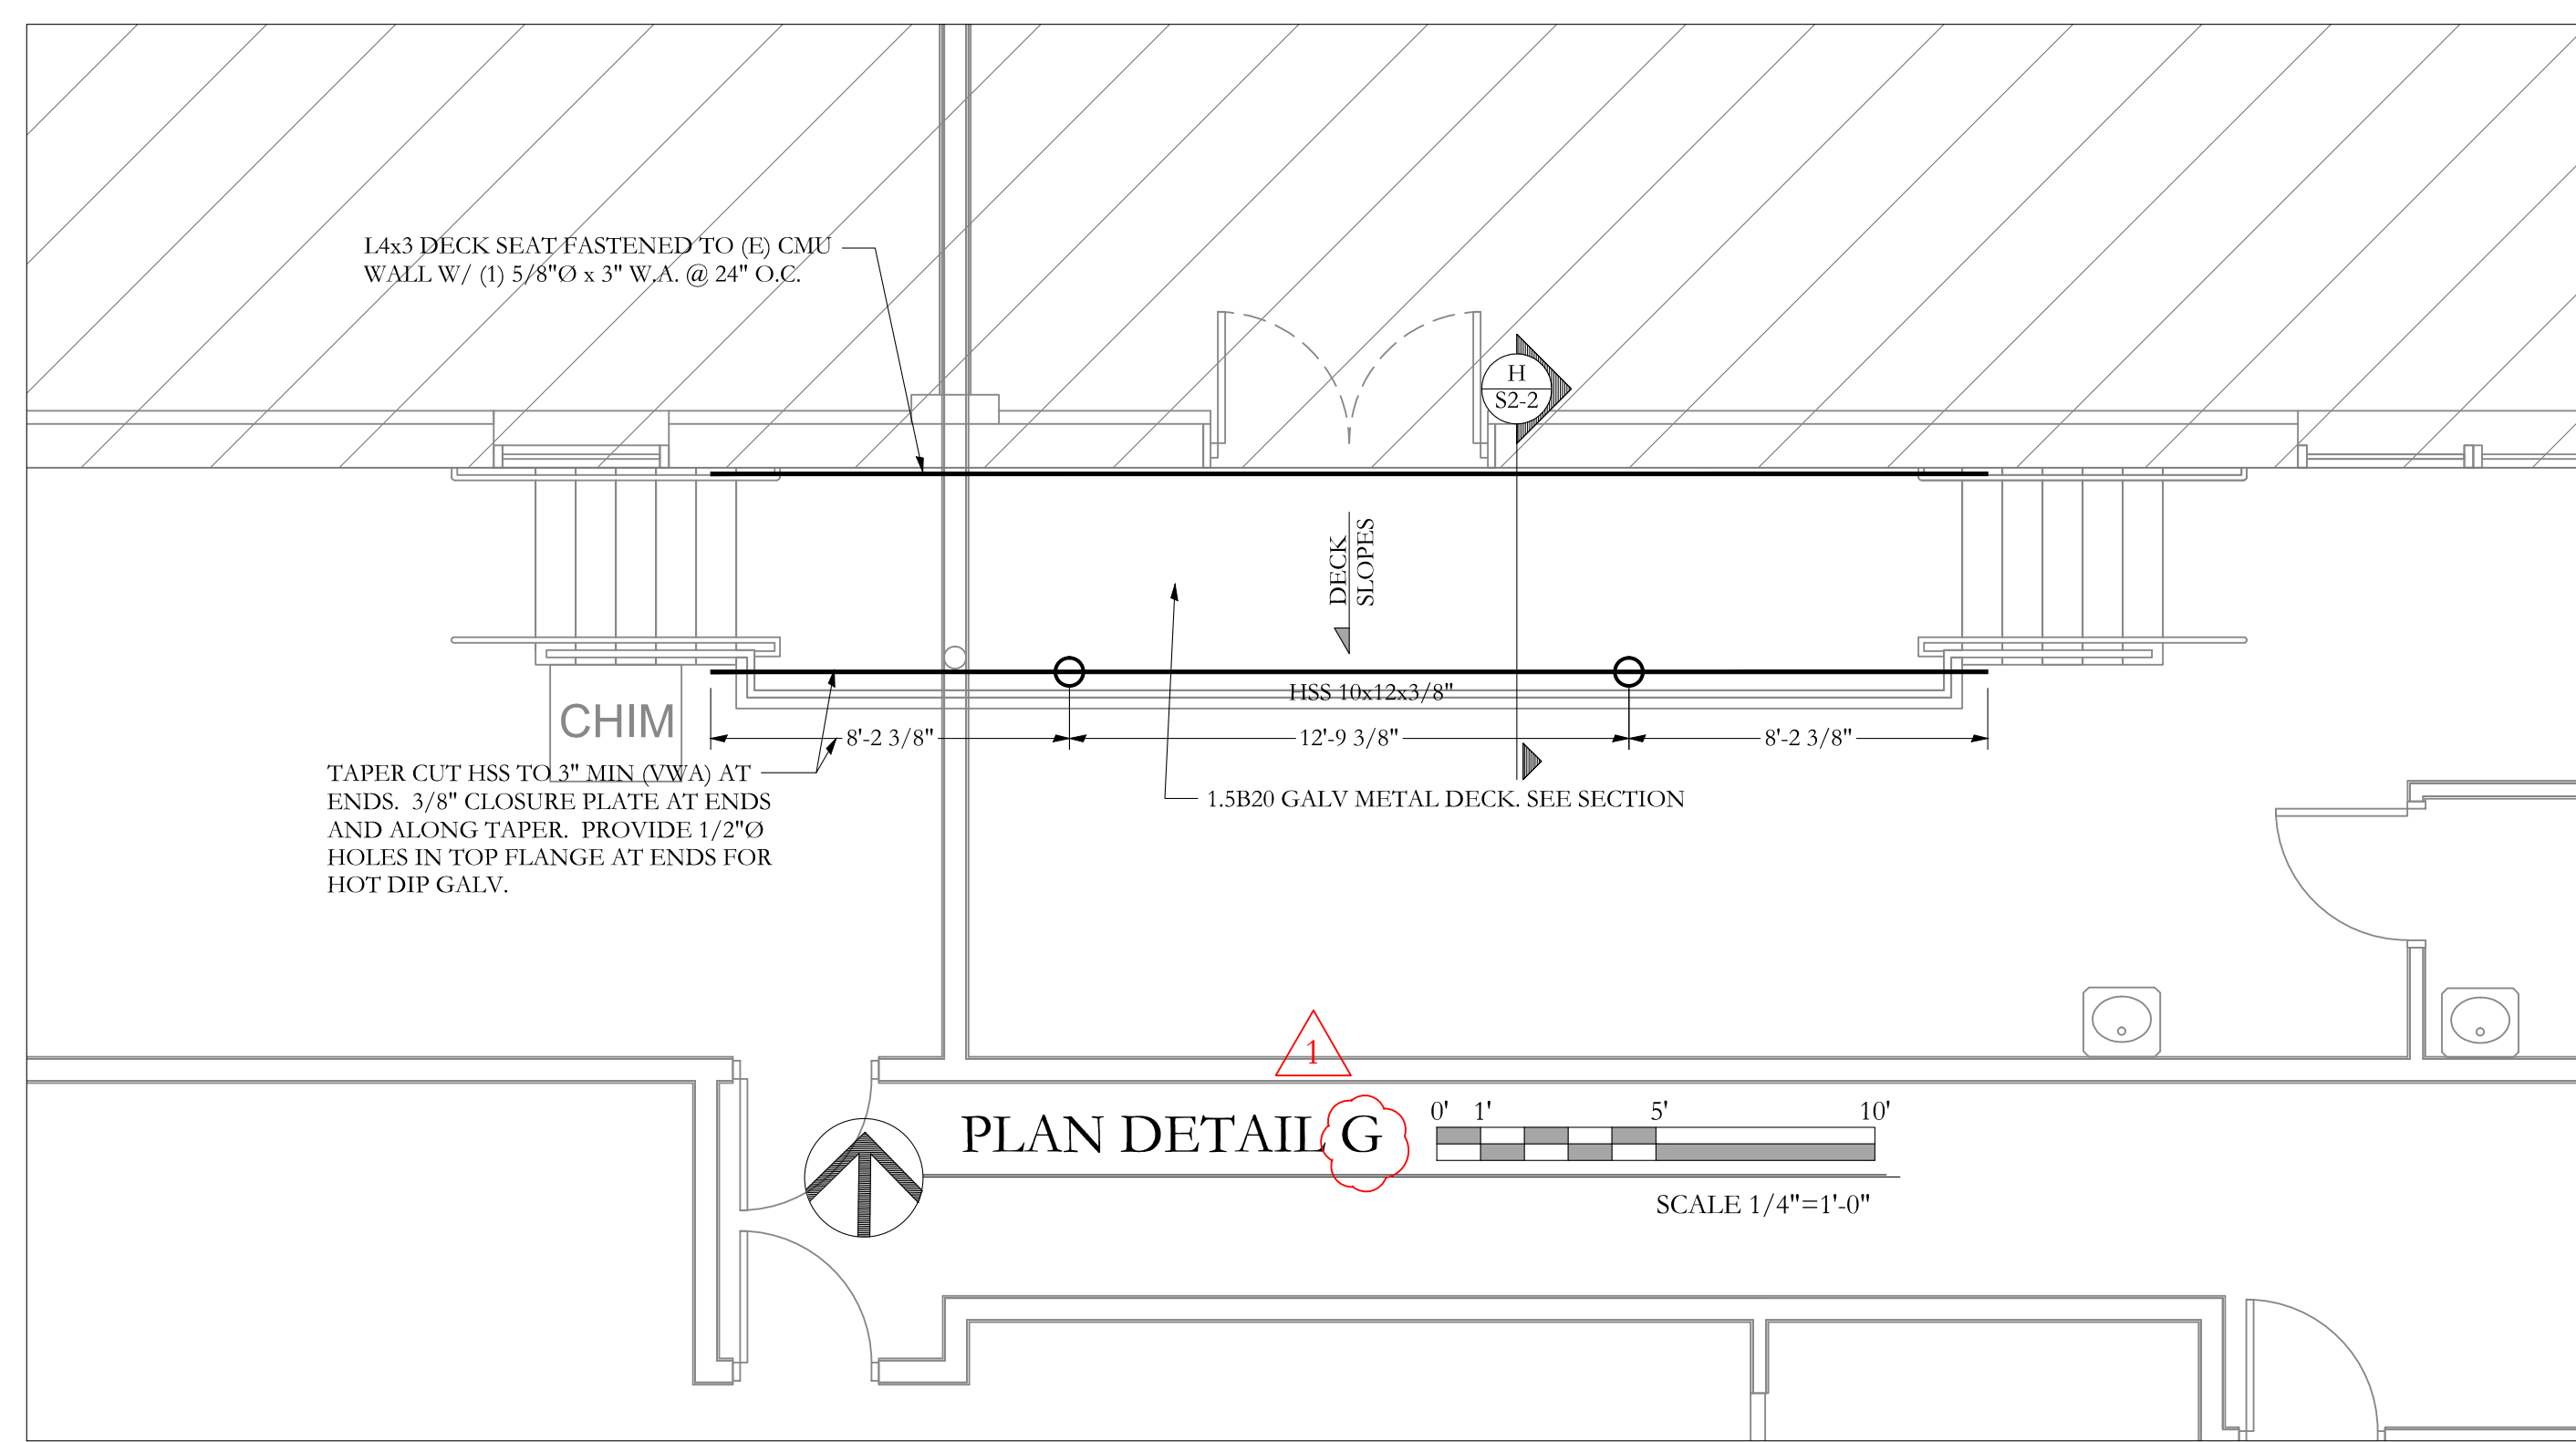 L4x3 DECK SEAT FASTENED TO (E) CMU
WALL W/ (1) 5/8"Ø x 3" W.A. @ 24" O.C.
H
S2-2
DECK
SLOPES
HSS 10x12x3/8"
CHIM
8'-2 3/8"
12'-9 3/8"
8'-2 3/8"
TAPER CUT HSS TO 3" MIN (VWA) AT
ENDS.  3/8" CLOSURE PLATE AT ENDS
AND ALONG TAPER.  PROVIDE 1/2"Ø
HOLES IN TOP FLANGE AT ENDS FOR
HOT DIP GALV.
1.5B20 GALV METAL DECK. SEE SECTION
1
PLAN DETAIL G
0' 1' 5' 10'
SCALE 1/4"=1'-0"